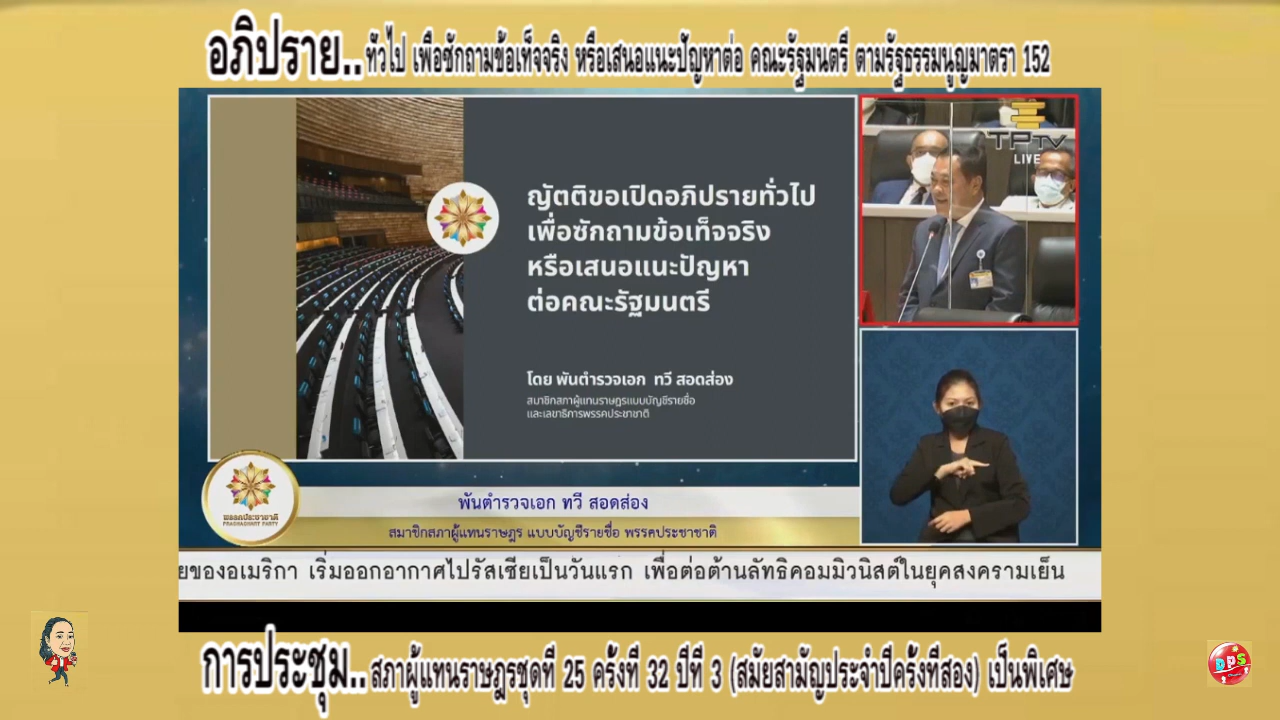 อภิปราย.. ทั่วไป เพื่อซักถามข้อเท็จจริง หรือเสนอแนะปัญหาต่อ คณะรัฐมนตรี ตามรัฐธรรมนูญมาตรา 152
TPTV
LIVE
ญัตติขอเปิดอภิปรายทั่วไป
เพื่อซักถามข้อเท็จจริง
หรือเสนอแนะปัญหา
ต่อคณะรัฐมนตรี
โดย พันตำรวจเอก ทวี สอดส่อง
สมาชิกสภาผู้แทนราษฎรแบบบัญชีรายชื่อ
และเลขาธิการพรรคประชาชาติ
พรรคประชาชาติ
PRACHACHART PARTY
พันตำรวจเอก ทวี สอดส่อง
สมาชิกสภาผู้แทนราษฎร แบบบัญชีรายชื่อ พรรคประชาชาติ
ยของอเมริกา เริ่มออกอากาศไปรัสเซียเป็นวันแรก เพื่อต่อต้านลัทธิคอมมิวนิสต์ในยุคสงครามเย็น
การประชุม.. สภาผู้แทนราษฎรชุดที่ 25 ครั้งที่ 32 ปีที่ 3 (สมัยสามัญประจำปีครั้งที่สอง) เป็นพิเศษ
DPS